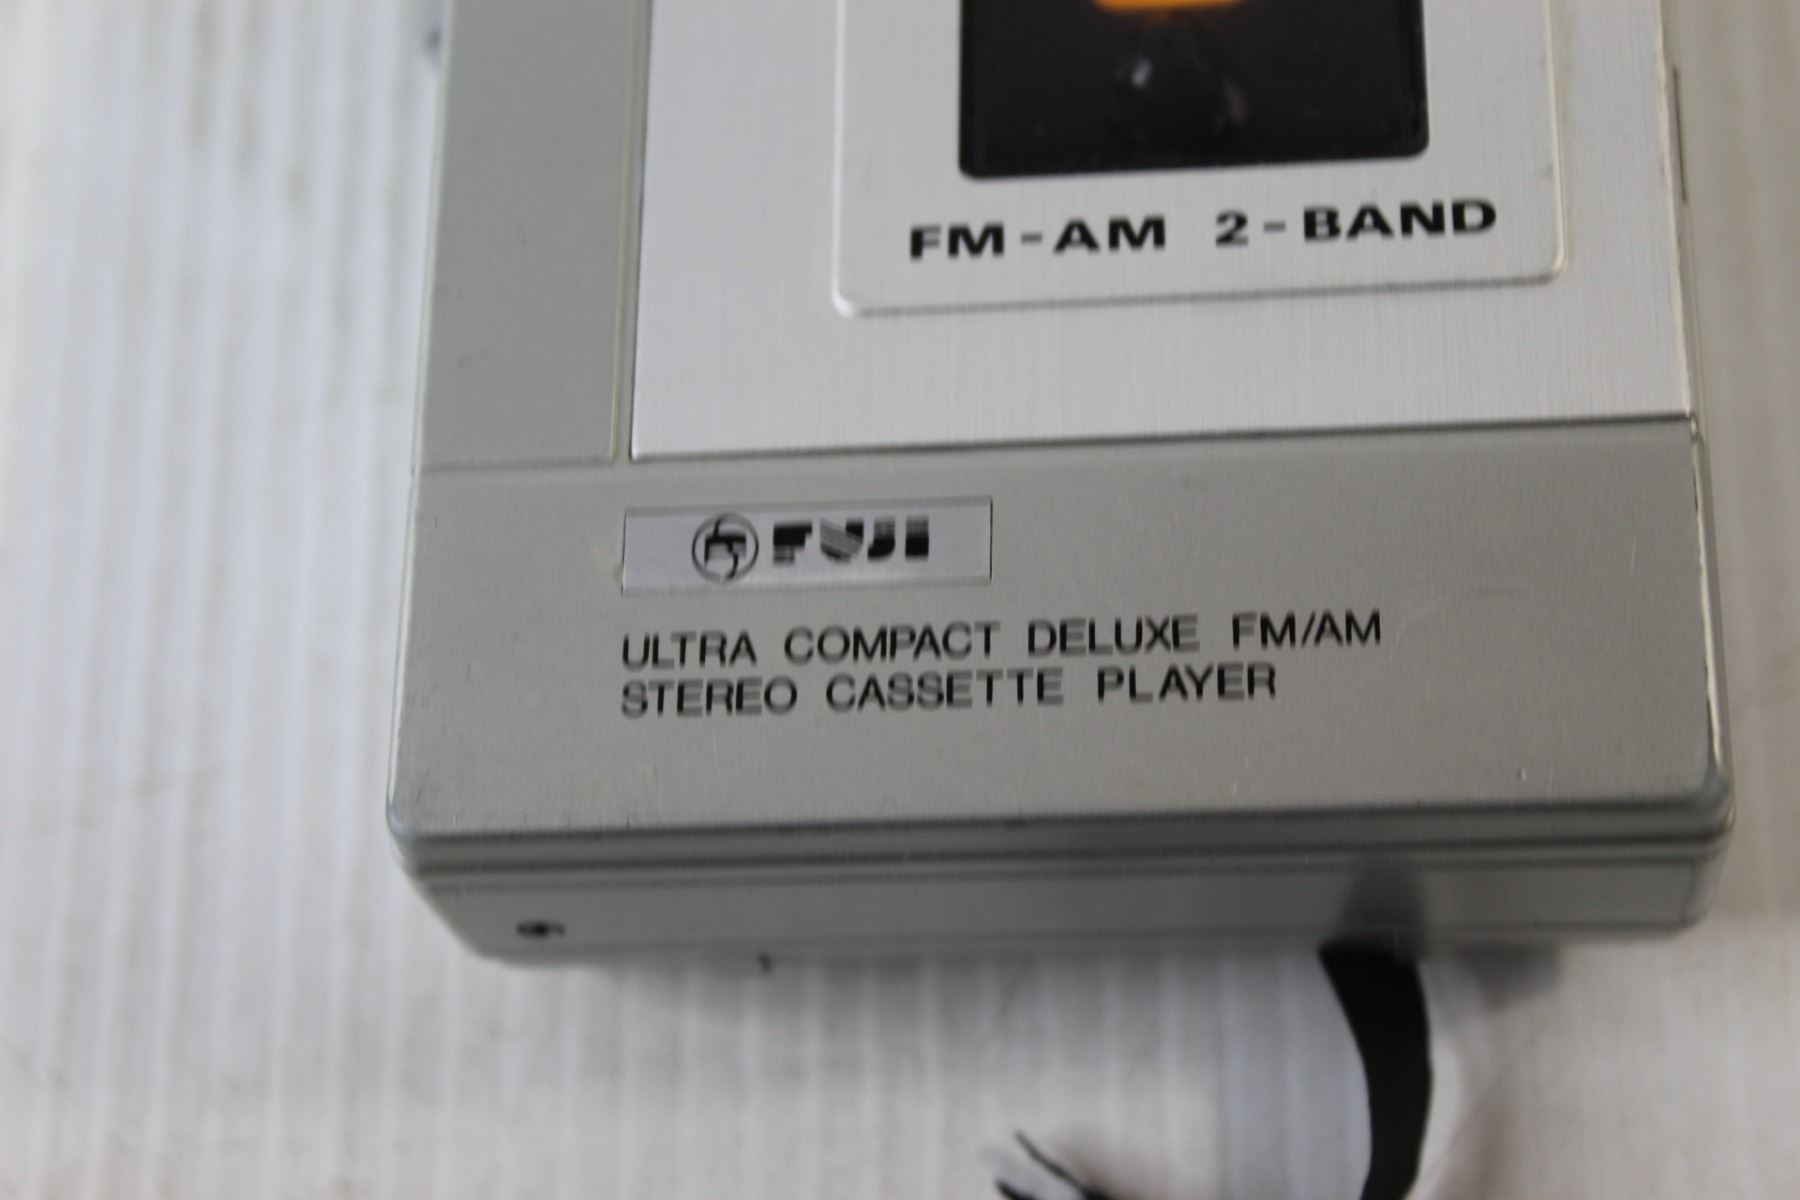 FM-AM 2-BAND
FUJI
ULTRA COMPACT DELUXE FM/AM
STEREO CASSETTE PLAYER